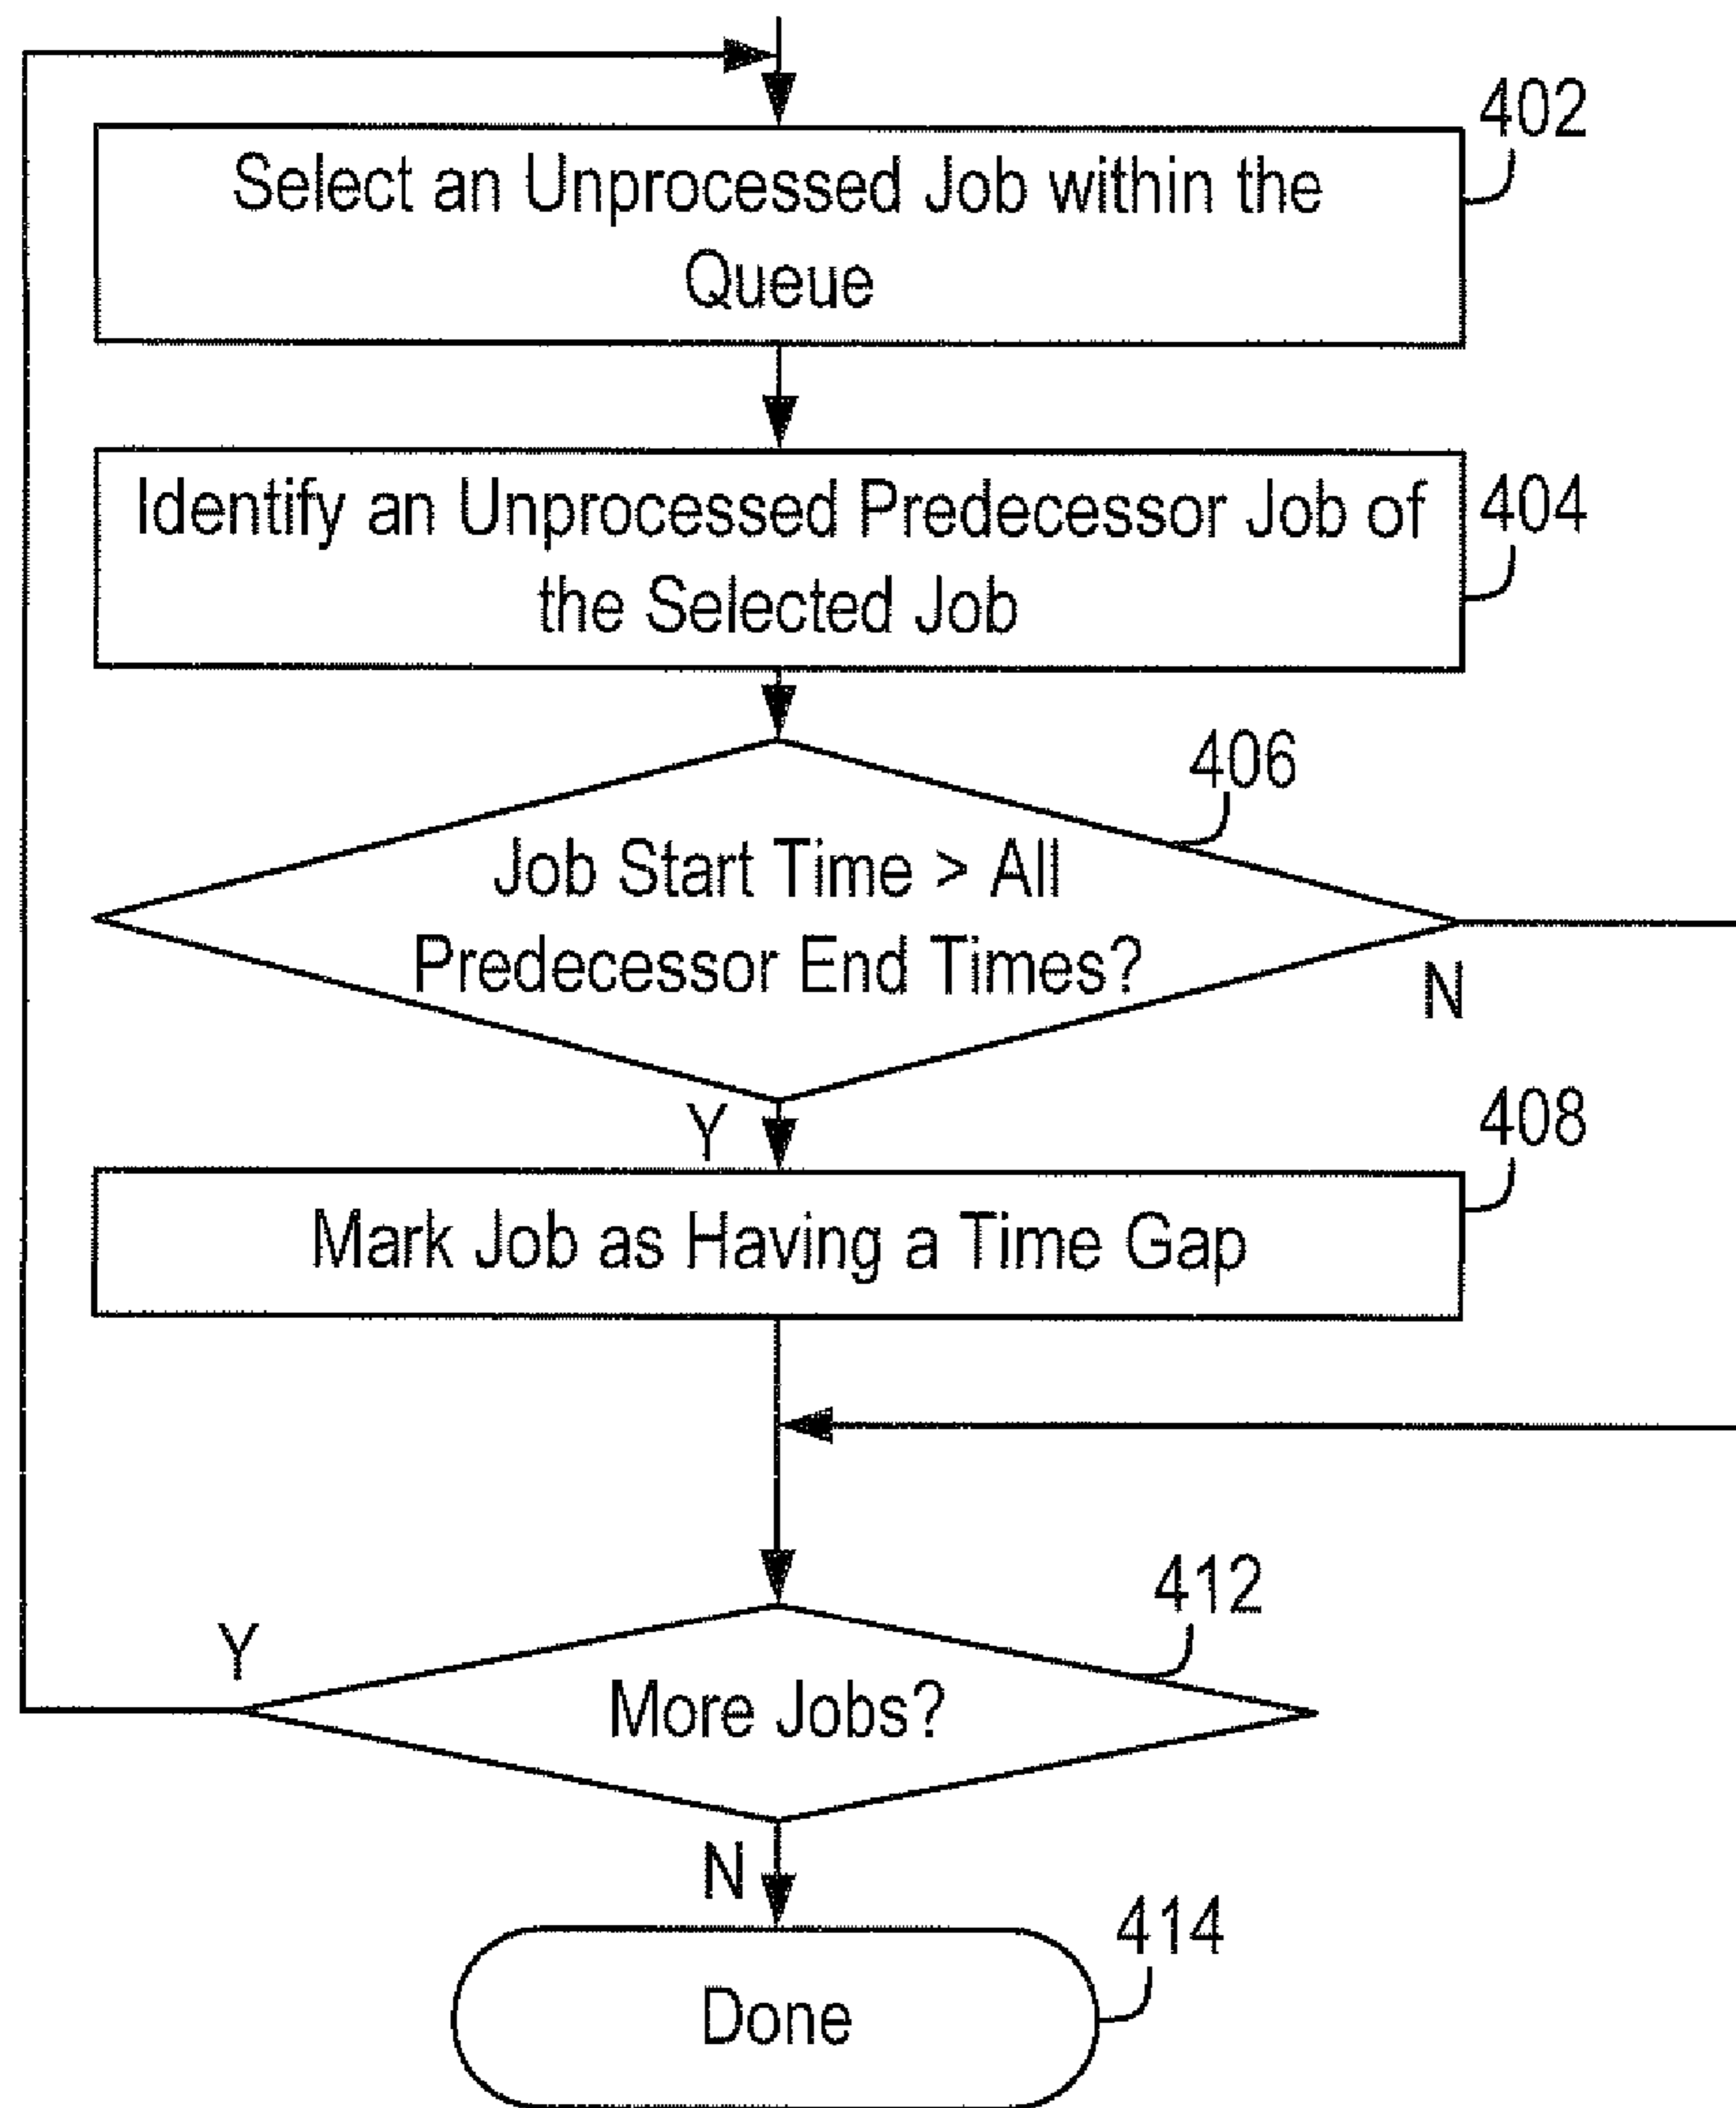 402
Select an Unprocessed Job within the
Queue
404
Identify an Unprocessed Predecessor Job of
the Selected Job
406
Job Start Time > All
Predecessor End Times?
N
Y
408
Mark Job as Having a Time Gap
412
Y
More Jobs?
N
414
Done